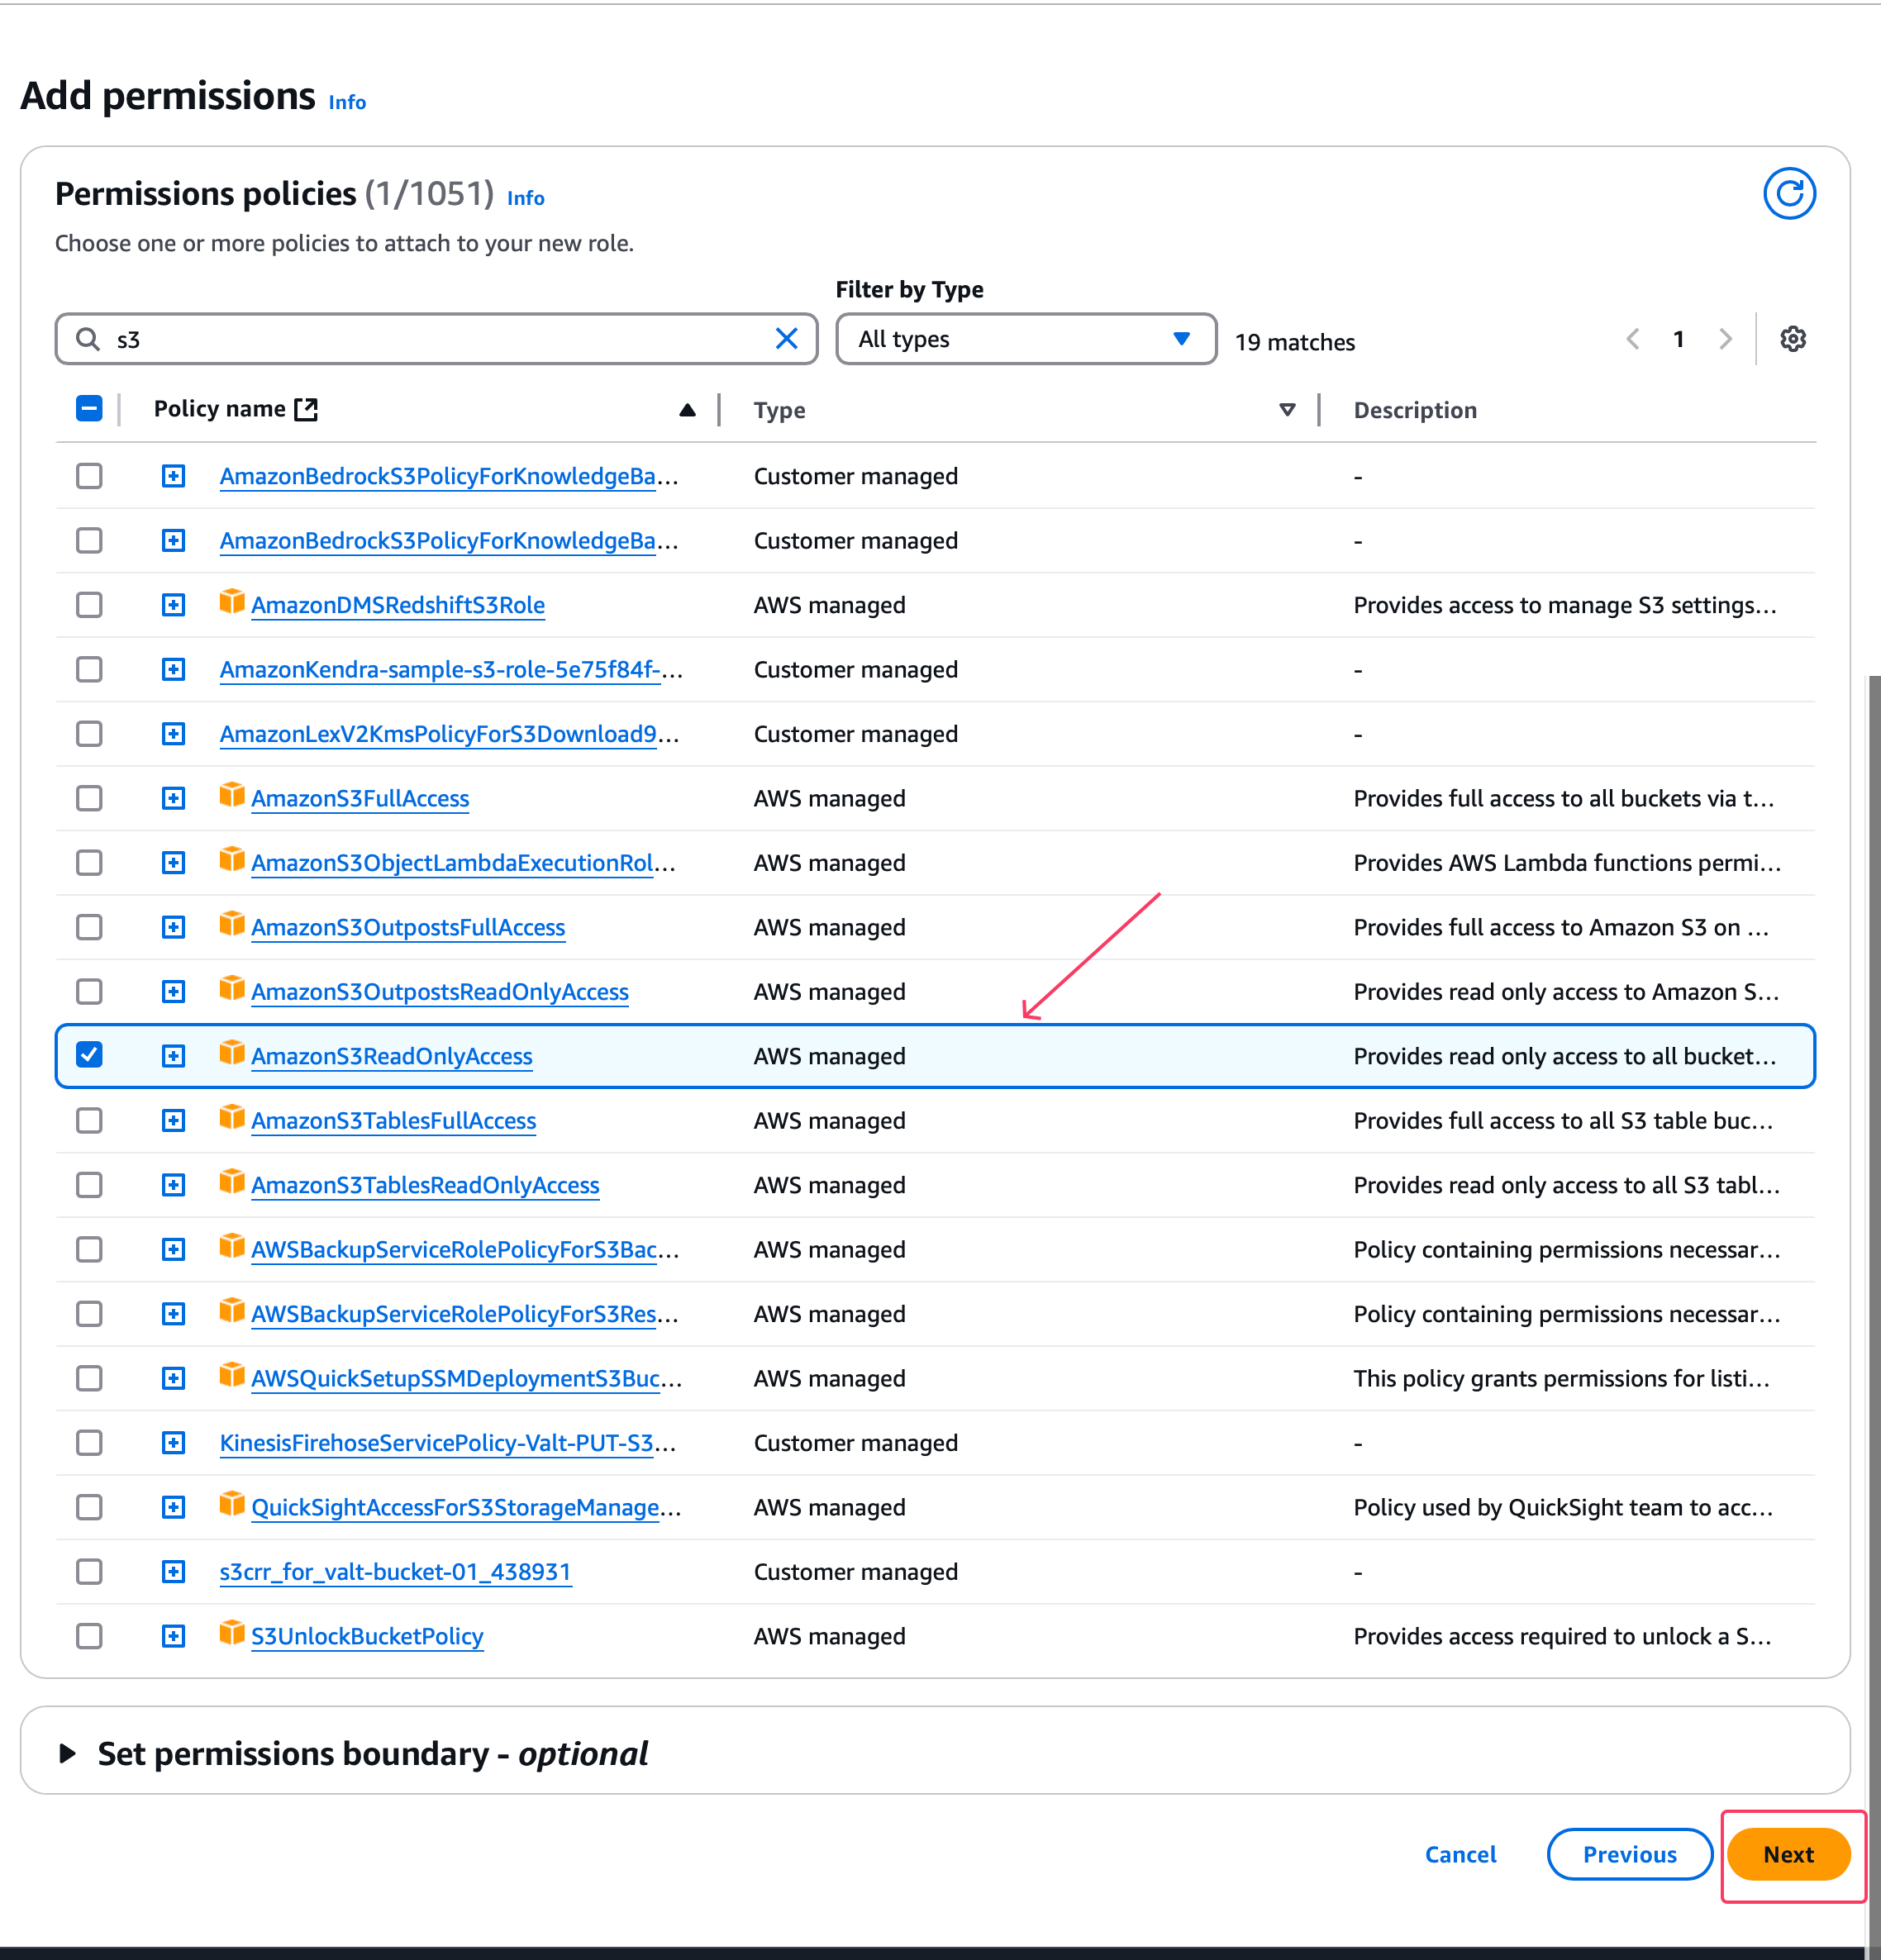 Add permissions Info
Permissions policies (1/1051) Info
Choose one or more policies to attach to your new role.
Filter by Type
s3 All types 19 matches 1
Policy name Type Description
AmazonBedrockS3PolicyForKnowledgeBa... Customer managed -
AmazonBedrockS3PolicyForKnowledgeBa... Customer managed -
AmazonDMSRedshiftS3Role AWS managed Provides access to manage S3 settings...
AmazonKendra-sample-s3-role-5e75f84f-... Customer managed -
AmazonLexV2KmsPolicyForS3Download9... Customer managed -
AmazonS3FullAccess AWS managed Provides full access to all buckets via t...
AmazonS3ObjectLambdaExecutionRol... AWS managed Provides AWS Lambda functions permi...
AmazonS3OutpostsFullAccess AWS managed Provides full access to Amazon S3 on ...
AmazonS3OutpostsReadOnlyAccess AWS managed Provides read only access to Amazon S...
AmazonS3ReadOnlyAccess AWS managed Provides read only access to all bucket...
AmazonS3TablesFullAccess AWS managed Provides full access to all S3 table buc...
AmazonS3TablesReadOnlyAccess AWS managed Provides read only access to all S3 tabl...
AWSBackupServiceRolePolicyForS3Bac... AWS managed Policy containing permissions necessar...
AWSBackupServiceRolePolicyForS3Res... AWS managed Policy containing permissions necessar...
AWSQuickSetupSSMDeploymentS3Buc... AWS managed This policy grants permissions for listi...
KinesisFirehoseServicePolicy-Valt-PUT-S3... Customer managed -
QuickSightAccessForS3StorageManage... AWS managed Policy used by QuickSight team to acc...
s3crr_for_valt-bucket-01_438931 Customer managed -
S3UnlockBucketPolicy AWS managed Provides access required to unlock a S...
Set permissions boundary - optional
Cancel Previous Next